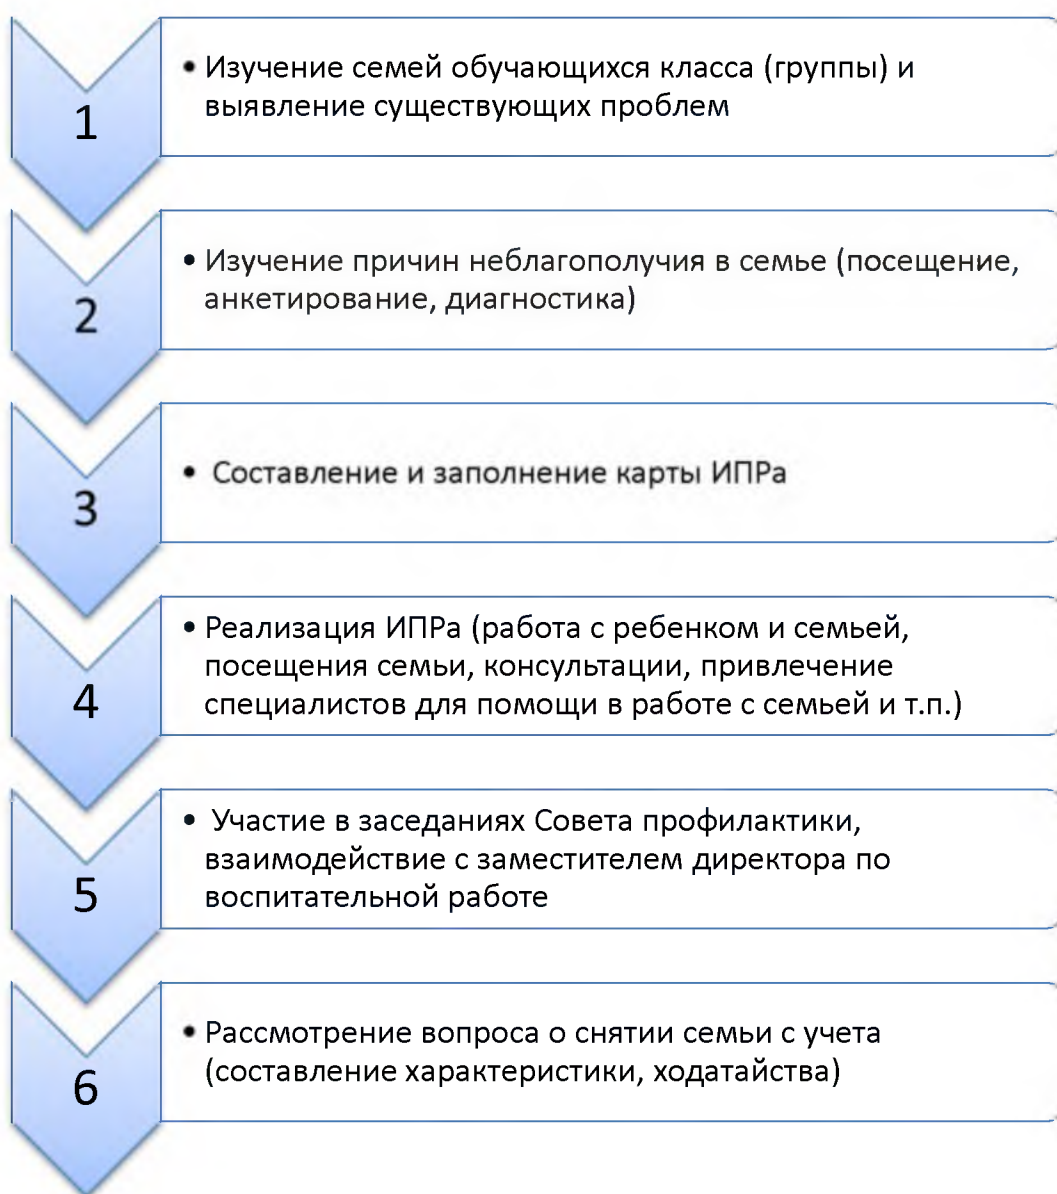 1
• Изучение семей обучающихся класса (группы) и
выявление существующих проблем
2
• Изучение причин неблагополучия в семье (посещение,
анкетирование, диагностика)
3
• Составление и заполнение карты ИПРа
4
• Реализация ИПРа (работа с ребенком и семьей,
посещения семьи, консультации, привлечение
специалистов для помощи в работе с семьей и т.п.)
5
• Участие в заседаниях Совета профилактики,
взаимодействие с заместителем директора по
воспитательной работе
6
• Рассмотрение вопроса о снятии семьи с учета
(составление характеристики, ходатайства)